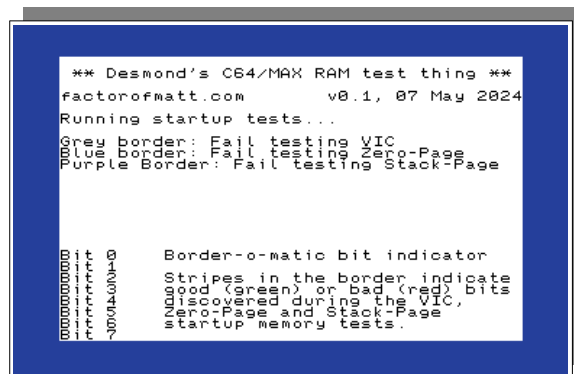 ** Desmond's C64/MAX RAM test thing **
factorofmatt.com v0.1, 07 May 2024
Running startup tests...
Grey border: Fail testing VIC
Blue border: Fail testing Zero-Page
Purple Border: Fail testing Stack-Page
Bit 0 Border-o-matic bit indicator
Bit 1
Bit 2 Stripes in the border indicate
Bit 3 good (green) or bad (red) bits
Bit 4 discovered during the VIC,
Bit 5 Zero-Page and Stack-Page
Bit 6 startup memory tests.
Bit 7